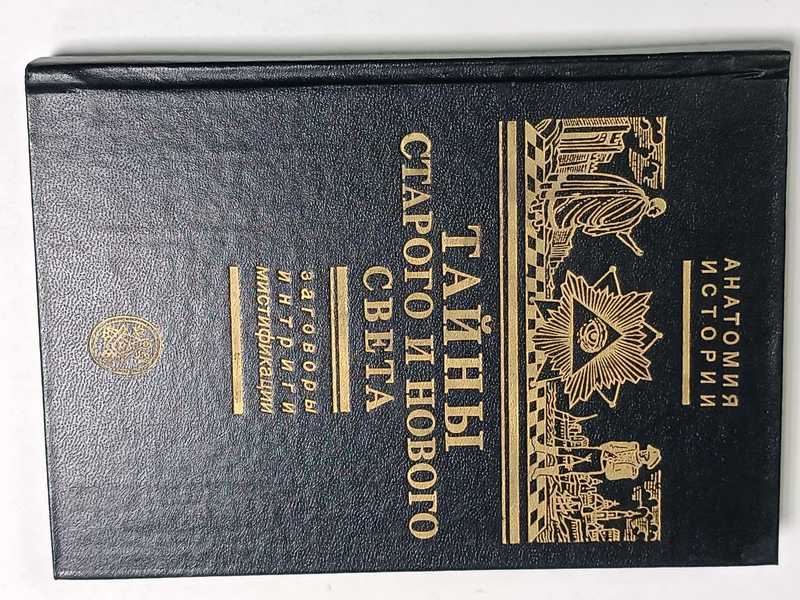 АНАТОМИЯ
ИСТОРИИ
ТАЙНЫ
СТАРОГО И НОВОГО
СВЕТА
заговоры
интриги
мистификации